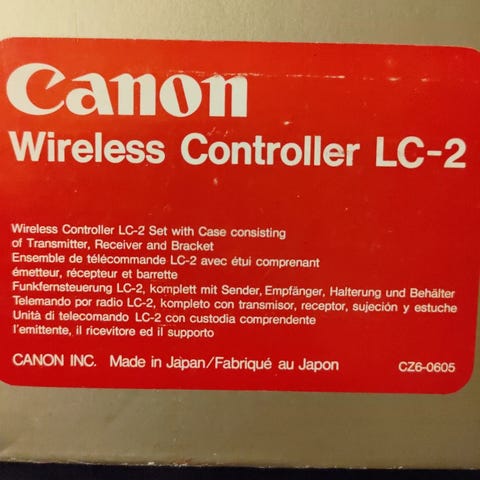 Canon
Wireless Controller LC-2
Wireless Controller LC-2 Set with Case consisting
of Transmitter, Receiver and Bracket
Ensemble de télécommande LC-2 avec étui comprenant
émetteur, récepteur et barrette
Funkfernsteuerung LC-2, komplett mit Sender, Empfänger, Halterung und Behälter
Telemando por radio LC-2, kompleto con transmisor, receptor, sujeción y estuche
Unità di telecomando LC-2 con custodia comprendente
l'emittente, il ricevitore ed il supporto
CANON INC. Made in Japan/Fabriqué au Japon CZ6-0605